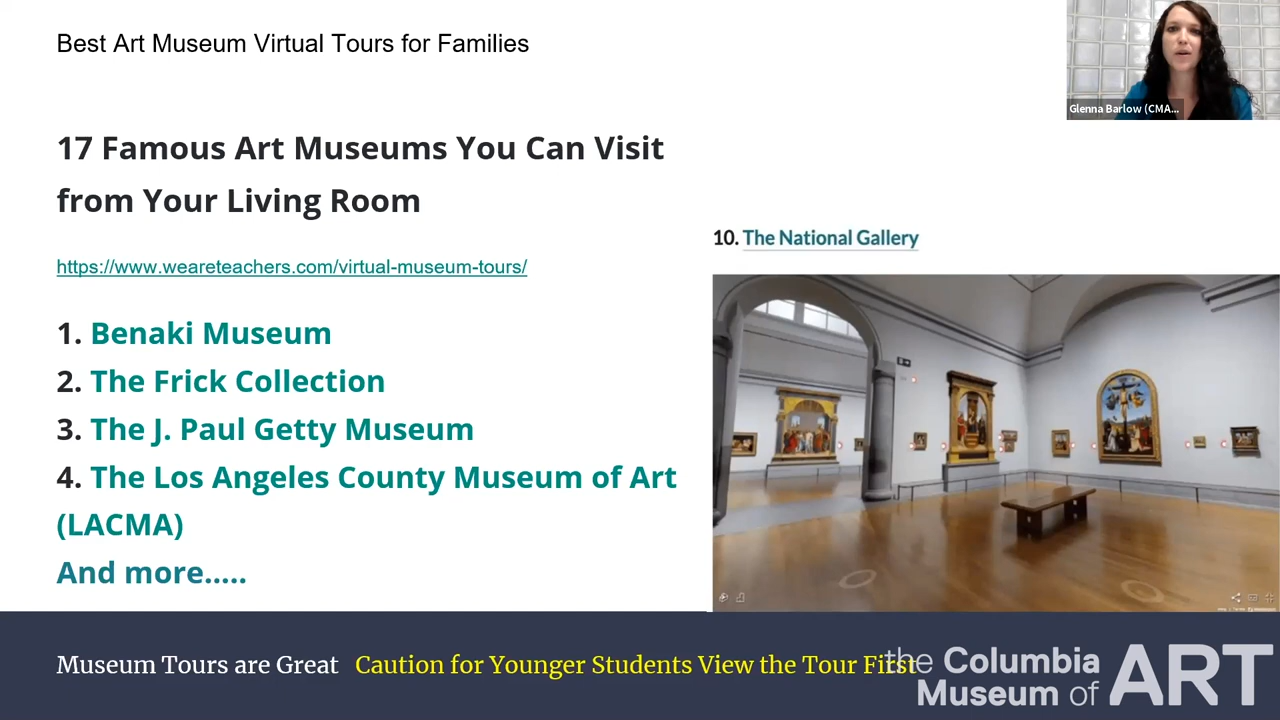 Best Art Museum Virtual Tours for Families
Glenna Barlow (CMA...
17 Famous Art Museums You Can Visit
from Your Living Room
https://www.weareteachers.com/virtual-museum-tours/
1. Benaki Museum
2. The Frick Collection
3. The J. Paul Getty Museum
4. The Los Angeles County Museum of Art
(LACMA)
And more.....
10. The National Gallery
Museum Tours are Great Caution for Younger Students View the Tour First
the Columbia
Museum of ART